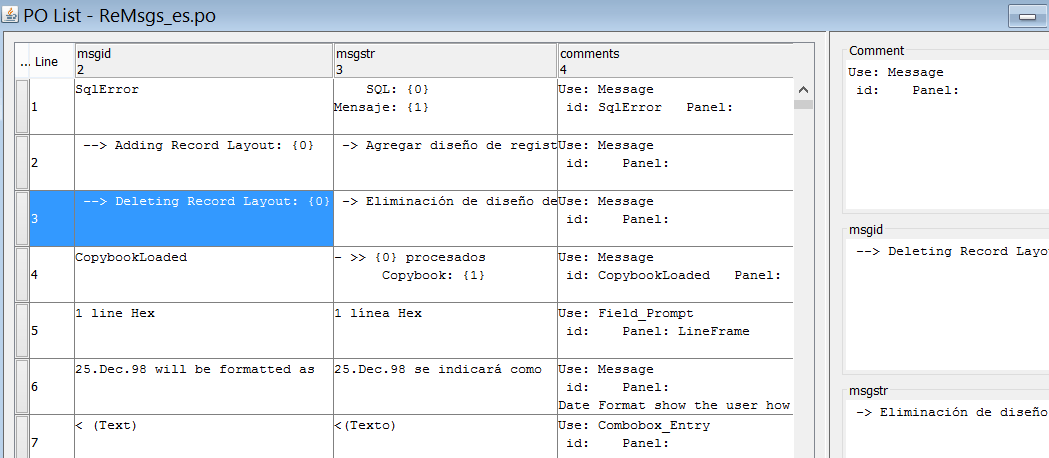 PO List - ReMsgs_es.po
... Line msgid msgstr comments
2 3 4
1 SqlError SQL: {0} Use: Message
Mensaje: {1} id: SqlError Panel:
2 --> Adding Record Layout: {0} -> Agregar diseño de regist Use: Message
id: Panel:
3 --> Deleting Record Layout: {0} -> Eliminación de diseño de Use: Message
id: Panel:
4 CopybookLoaded - >> {0} procesados Use: Message
Copybook: {1} id: CopybookLoaded Panel:
5 1 line Hex 1 línea Hex Use: Field_Prompt
id: Panel: LineFrame
6 25.Dec.98 will be formatted as 25.Dec.98 se indicará como Use: Message
id: Panel:
Date Format show the user how
7 < (Text) <(Texto) Use: Combobox_Entry
id: Panel:
Comment
Use: Message
id: Panel:
msgid
--> Deleting Record Layo
msgstr
-> Eliminación de diseño